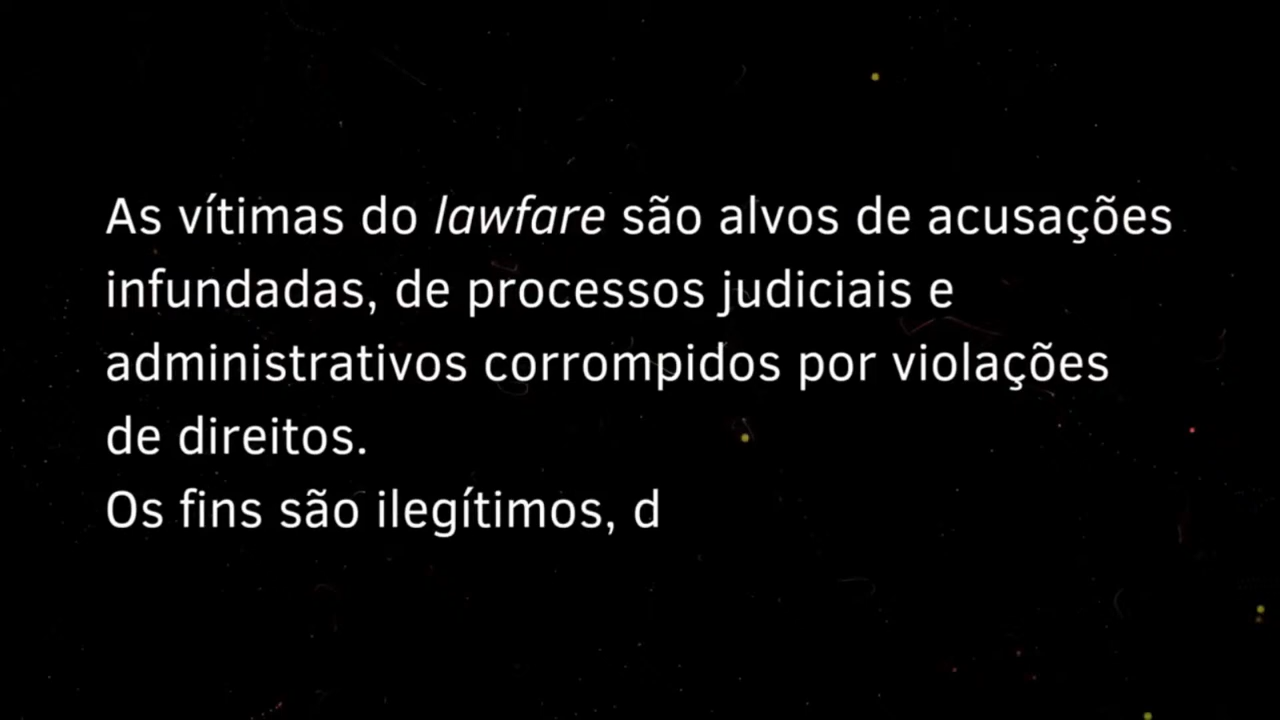 As vítimas do lawfare são alvos de acusações
infundadas, de processos judiciais e
administrativos corrompidos por violações
de direitos.
Os fins são ilegítimos, d